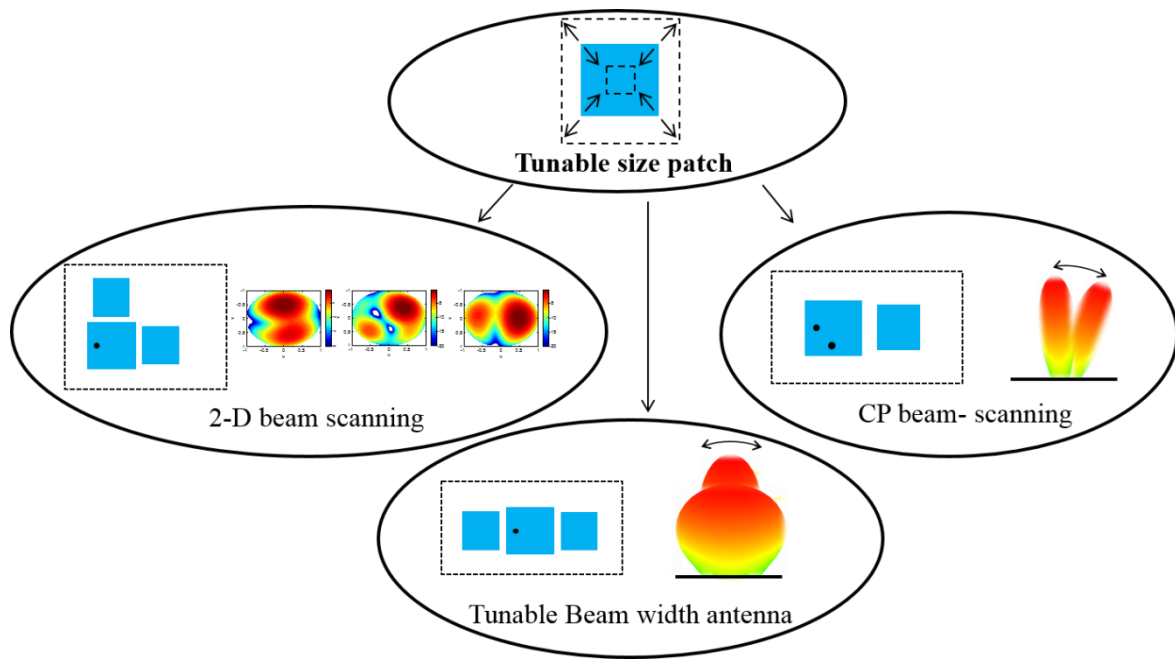 Tunable size patch
2-D beam scanning
CP beam- scanning
Tunable Beam width antenna